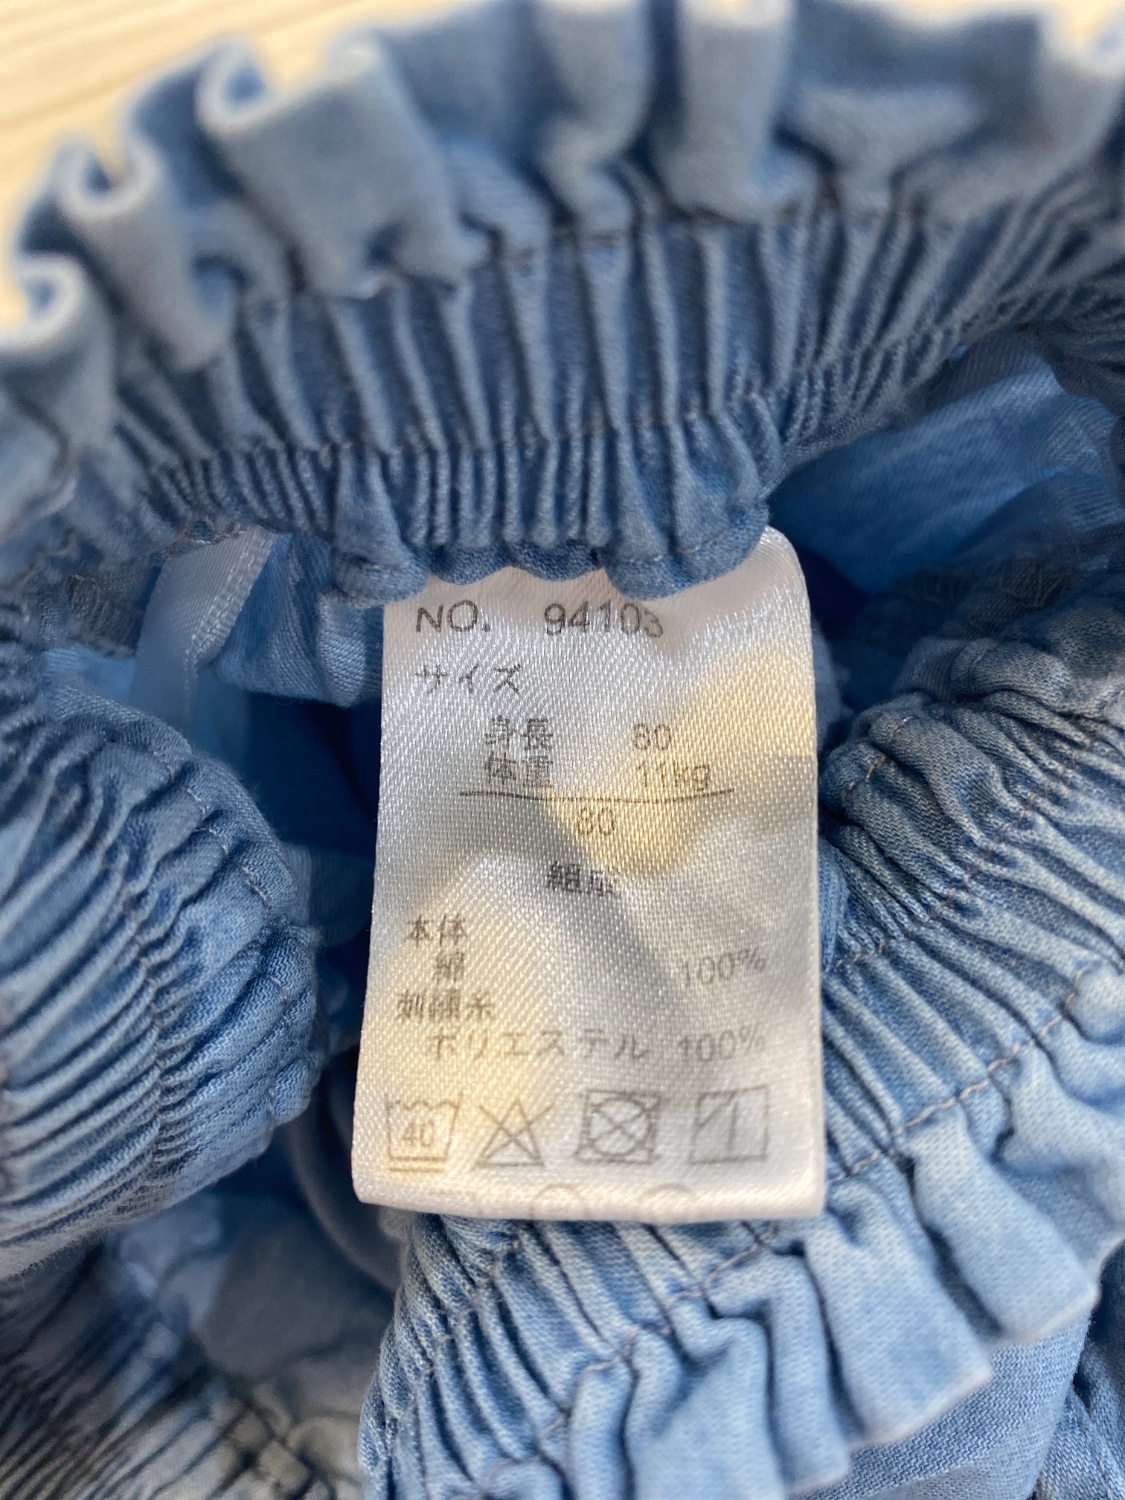 NO. 94103
サイズ
身長 80
体重 11kg
80
組成
本体
綿 100%
刺繍糸
ポリエステル 100%
40